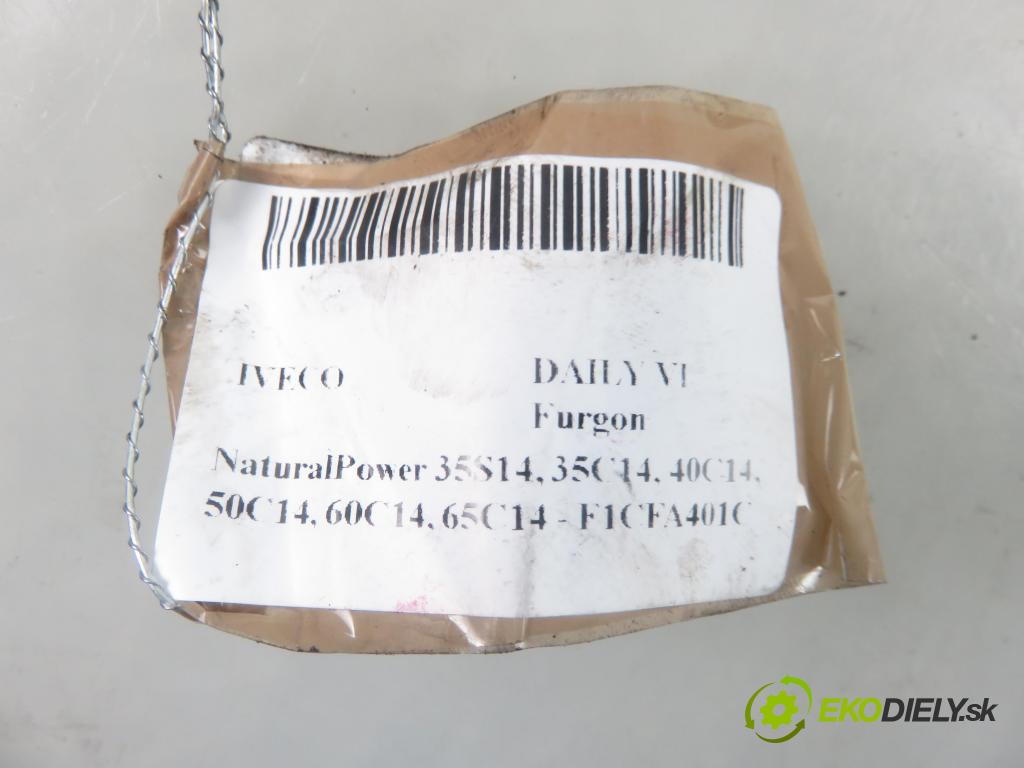 IVECO DAILY VI
Furgon
NaturalPower 35S14, 35C14, 40C14,
50C14, 60C14, 65C14 - F1CFA401C
EKODIELY.sk